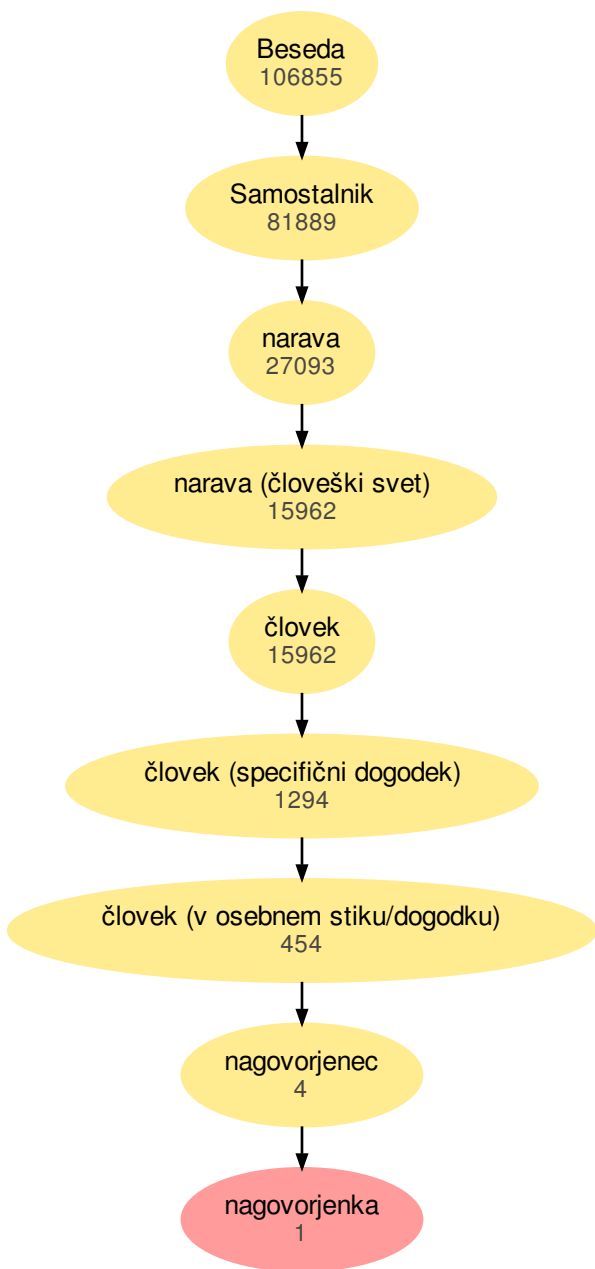 Beseda
106855
Samostalnik
81889
narava
27093
narava (človeški svet)
15962
človek
15962
človek (specifični dogodek)
1294
človek (v osebnem stiku/dogodku)
454
nagovorjenec
4
nagovorjenka
1